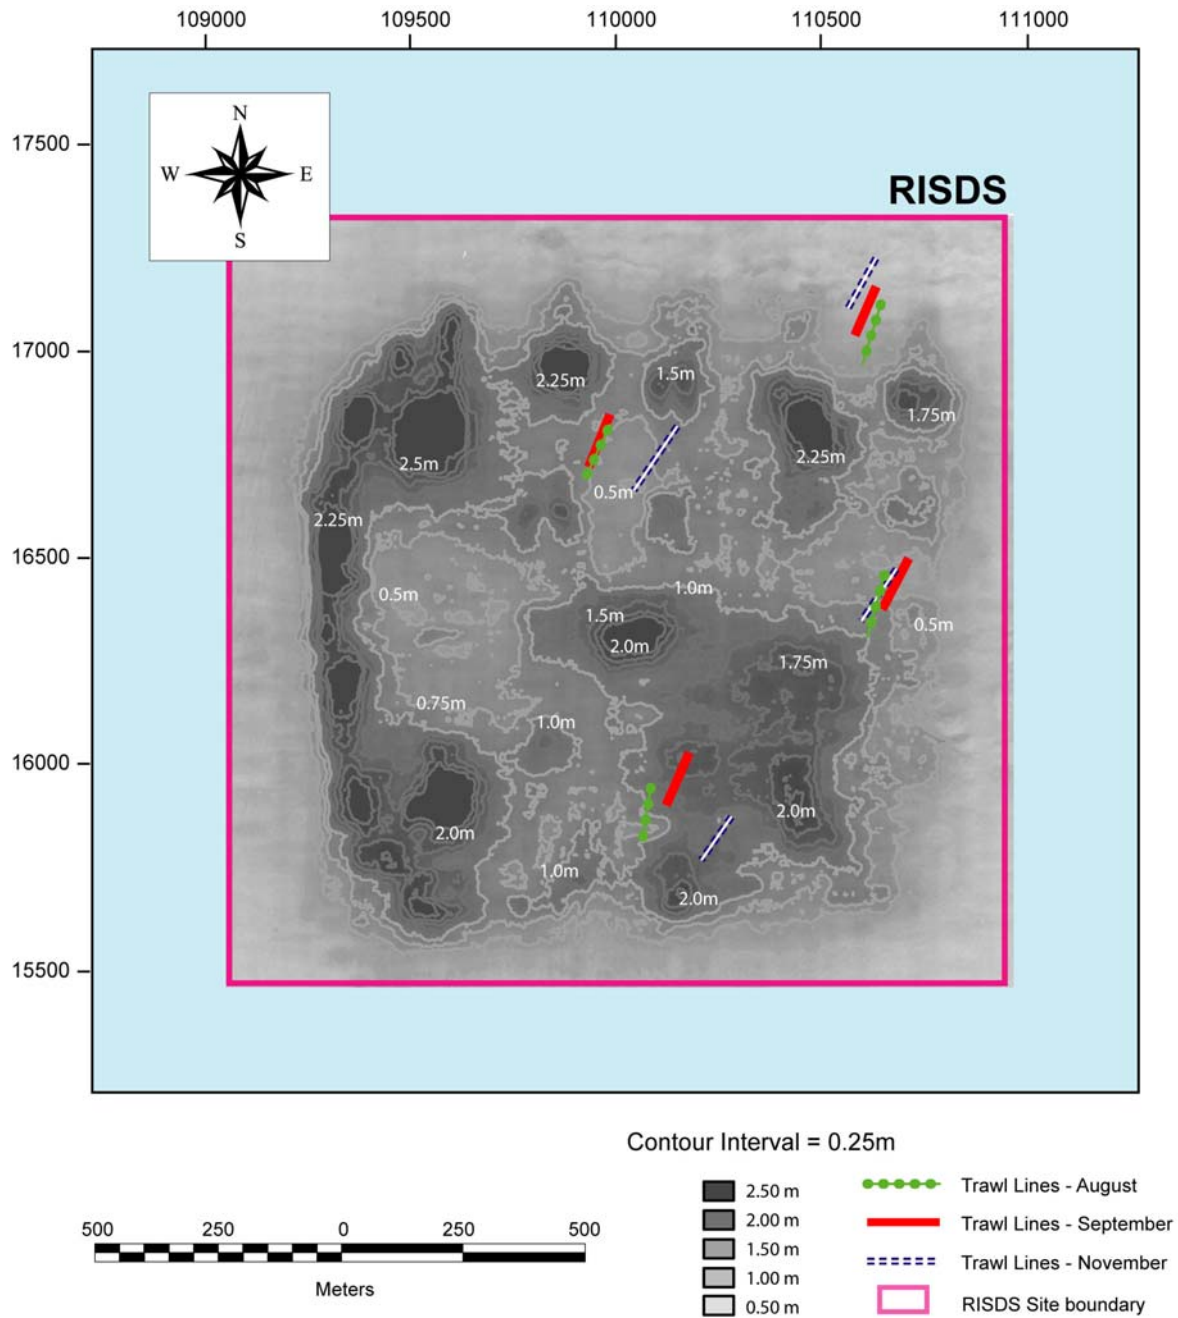 109000 109500 110000 110500 111000
17500
N
W E
S
RISDS
17000
2.25m 1.5m
1.75m
2.5m 2.25m
0.5m
2.25m
16500
0.5m 1.0m
1.5m 0.5m
2.0m
1.75m
0.75m
1.0m
16000
2.0m 2.0m
1.0m
2.0m
15500
Contour Interval = 0.25m
500 250 0 250 500
Meters
2.50 m
2.00 m
1.50 m
1.00 m
0.50 m
Trawl Lines - August
Trawl Lines - September
Trawl Lines - November
RISDS Site boundary